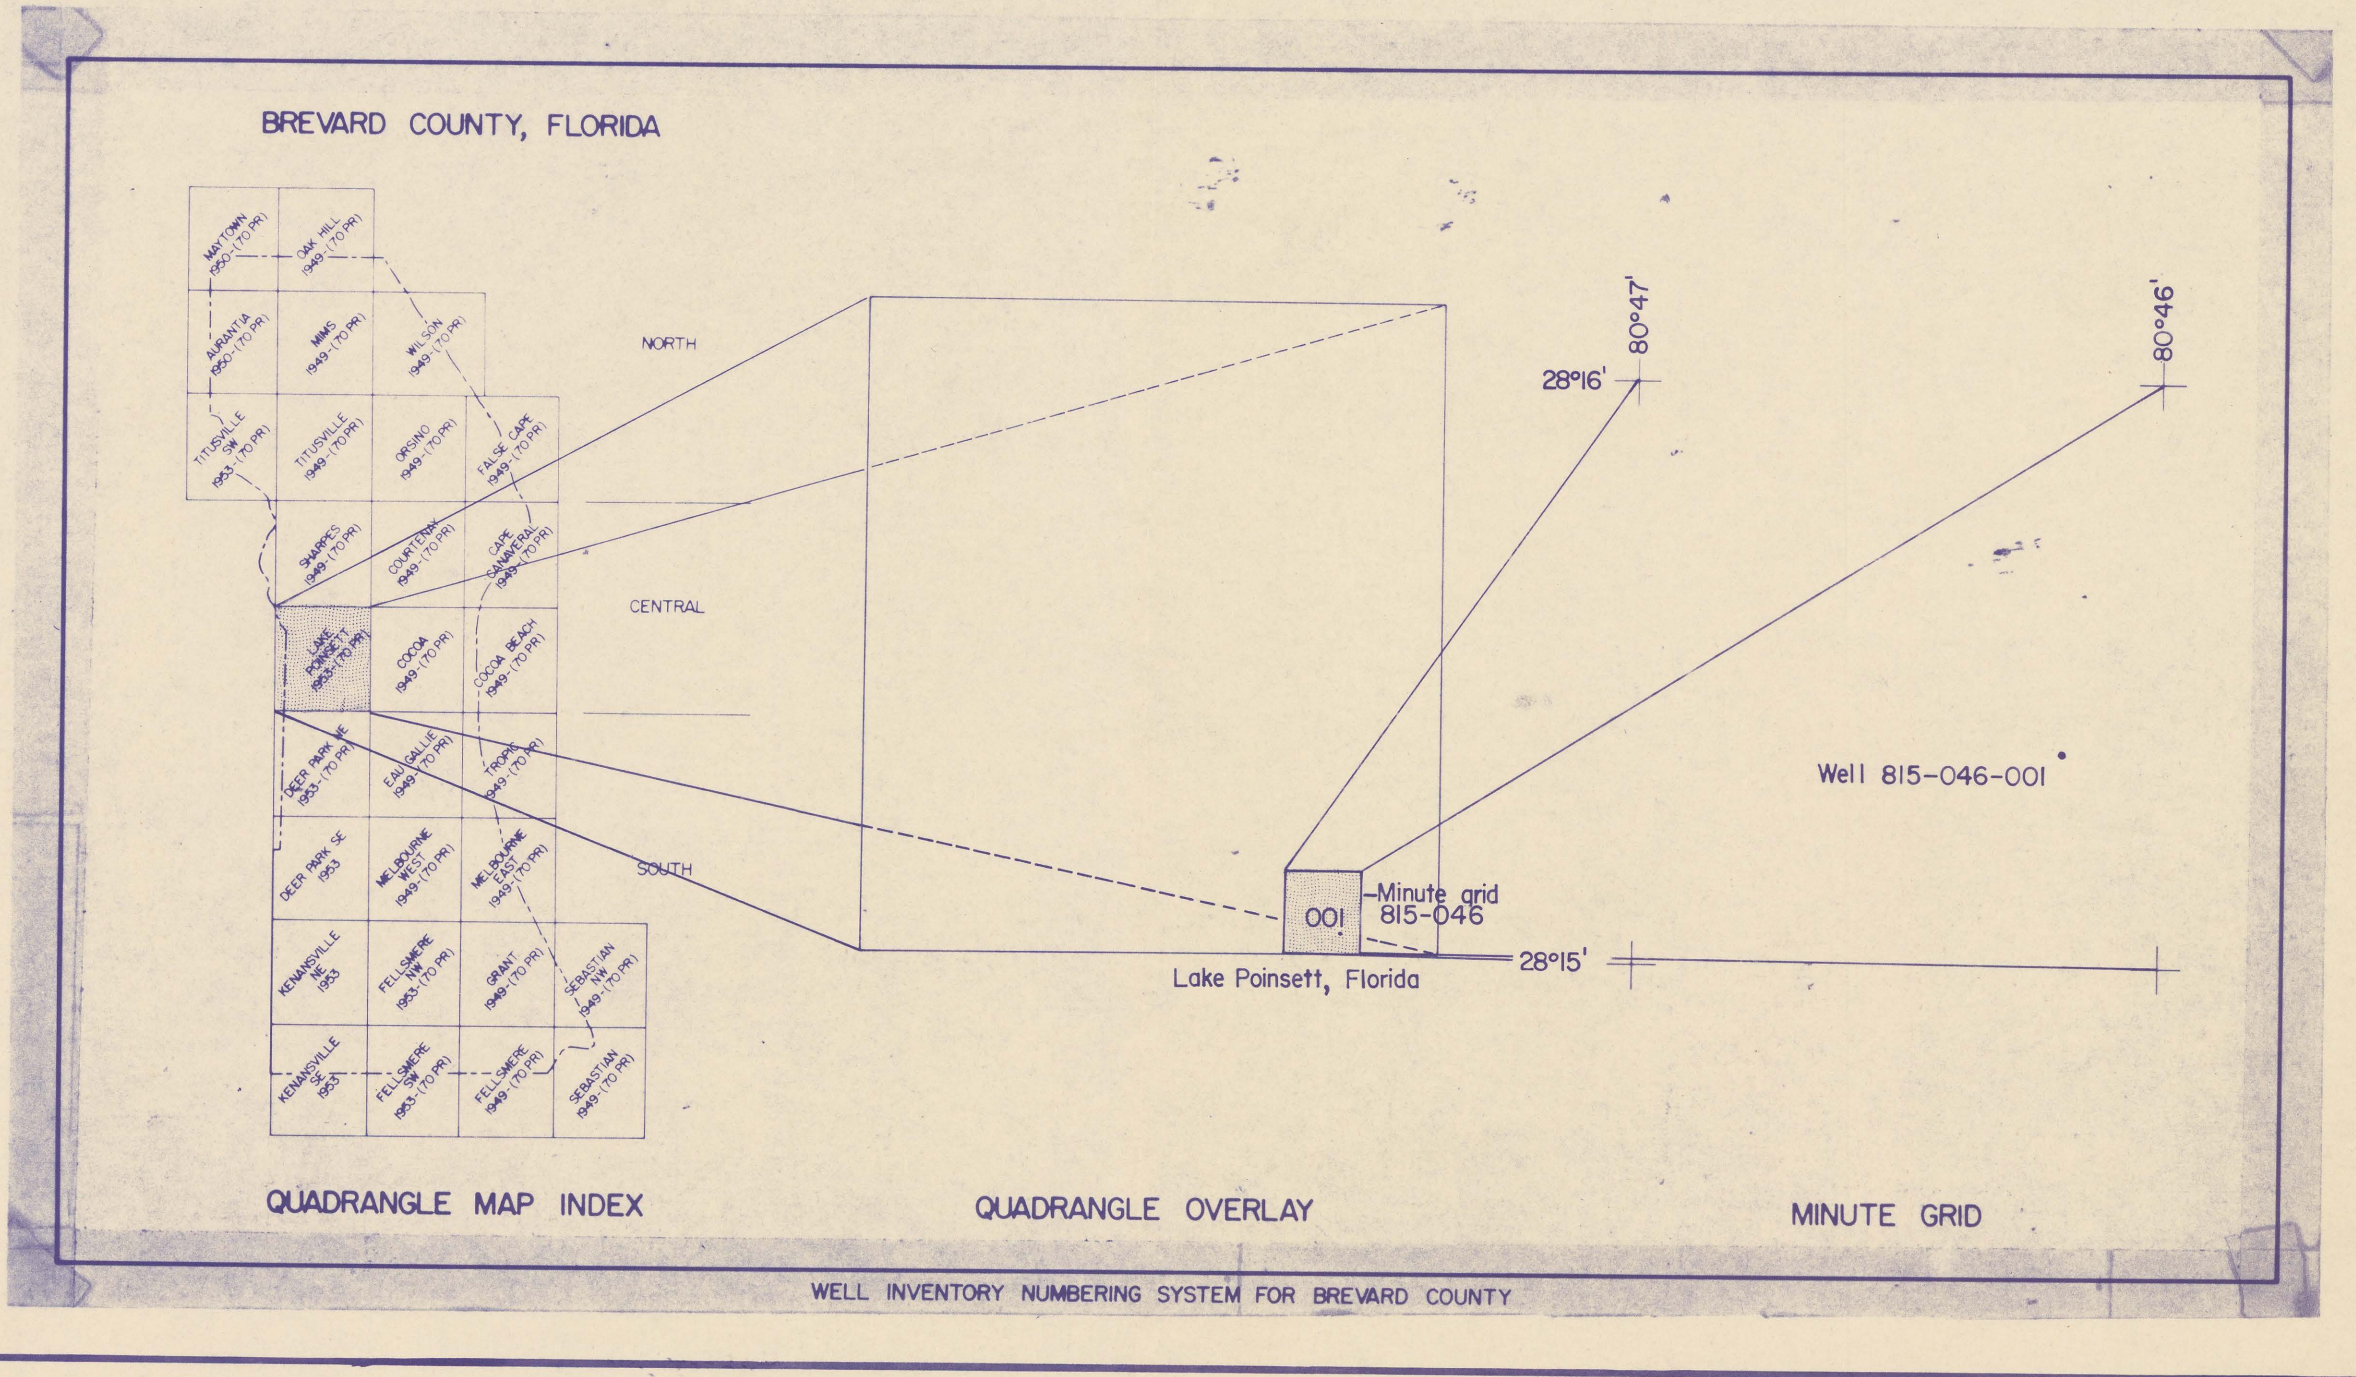 BREVARD COUNTY, FLORIDA
MAYTOWN
1950-(70 PR)
OAK HILL
1949-(70 PR)
AURANTIA
1950-(70 PR)
MIMS
1949-(70 PR)
WILSON
1949-(70 PR)
TITUSVILLE
SW
1953-(70 PR)
TITUSVILLE
1949-(70 PR)
ORSINO
1949-(70 PR)
FALSE CAPE
1949-(70 PR)
SHARPES
1949-(70 PR)
COURTENAY
1949-(70 PR)
CAPE
CANAVERAL
1949-(70 PR)
LAKE
POINSETT
1953-(70 PR)
COCOA
1949-(70 PR)
COCOA BEACH
1949-(70 PR)
DEER PARK NE
1953-(70 PR)
EAU GALLIE
1949-(70 PR)
TROPIC
1949-(70 PR)
DEER PARK SE
1953
MELBOURNE
WEST
1949-(70 PR)
MELBOURNE
EAST
1949-(70 PR)
KENANSVILLE
NE
1953
FELLSMERE
NW
1953-(70 PR)
GRANT
1949-(70 PR)
SEBASTIAN
NW
1949-(70 PR)
KENANSVILLE
SE
1953
FELLSMERE
SW
1953-(70 PR)
FELLSMERE
1949-(70 PR)
SEBASTIAN
1949-(70 PR)
NORTH
CENTRAL
SOUTH
QUADRANGLE MAP INDEX
001
Minute grid
815-046
Lake Poinsett, Florida
QUADRANGLE OVERLAY
80°47'
80°46'
28°16'
Well 815-046-001
28°15'
MINUTE GRID
WELL INVENTORY NUMBERING SYSTEM FOR BREVARD COUNTY